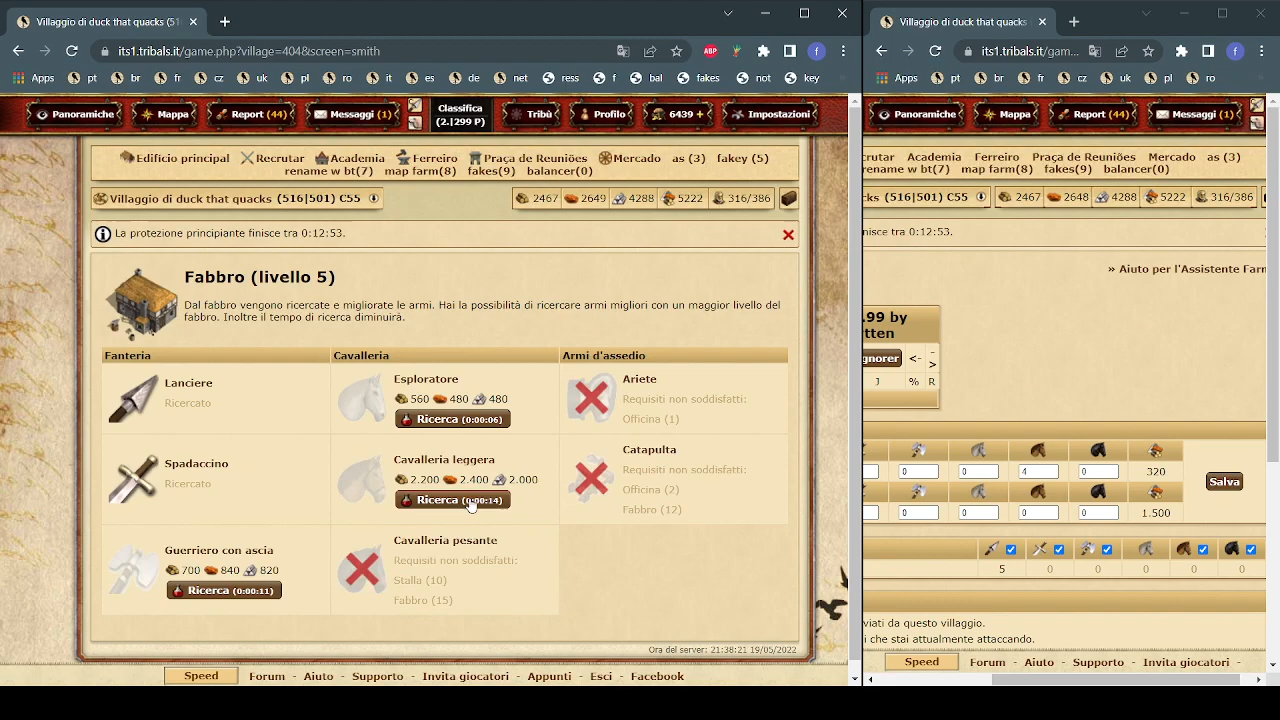 Villaggio di duck that quacks (51
its1.tribals.it/game.php?village=404&screen=smith
ABP
f
Apps pt br fr cz uk pl ro it es de net ress f bal fakes not key
Panoramiche Mappa Report (44) Messaggi (1) Classifica (2.|299 P) Tribù Profilo 6439 + Impostazioni
Edificio principal Recrutar Academia Ferreiro Praça de Reuniões Mercado as (3) fakey (5)
rename w bt(7) map farm(8) fakes(9) balancer(0)
Villaggio di duck that quacks (516|501) C55 2467 2649 4288 5222 316/386
La protezione principiante finisce tra 0:12:53.
Fabbro (livello 5)
Dal fabbro vengono ricercate e migliorate le armi. Hai la possibilità di ricercare armi migliori con un maggior livello del
fabbro. Inoltre il tempo di ricerca diminuirà.
Fanteria Cavalleria Armi d'assedio
Lanciere
Ricercato
Esploratore
560 480 480
Ricerca (0:00:06)
Ariete
Requisiti non soddisfatti:
Officina (1)
Spadaccino
Ricercato
Cavalleria leggera
2.200 2.400 2.000
Ricerca (0:00:14)
Catapulta
Requisiti non soddisfatti:
Officina (2)
Fabbro (12)
Guerriero con ascia
700 840 820
Ricerca (0:00:11)
Cavalleria pesante
Requisiti non soddisfatti:
Stalla (10)
Fabbro (15)
Ora del server: 21:38:21 19/05/2022
Speed Forum - Aiuto - Supporto - Invita giocatori - Appunti - Esci - Facebook
Villaggio di duck that quacks
its1.tribals.it/gam...
f
Apps pt br fr cz uk pl ro
Panoramiche Mappa Report (44) Messaggi (1)
crutar Academia Ferreiro Praça de Reuniões Mercado as (3)
rename w bt(7) map farm(8) fakes(9) balancer(0)
cks (516|501) C55 2467 2648 4288 5222 316/386
nisce tra 0:12:53.
» Aiuto per l'Assistente Farm
.99 by
tten
gnorer <- ->
J % R
0 0 4 0 320
Salva
0 0 0 0 1.500
5 0 0 0 0 0
viati da questo villaggio.
i che stai attualmente attaccando.
Speed Forum - Aiuto - Supporto - Invita giocatori -